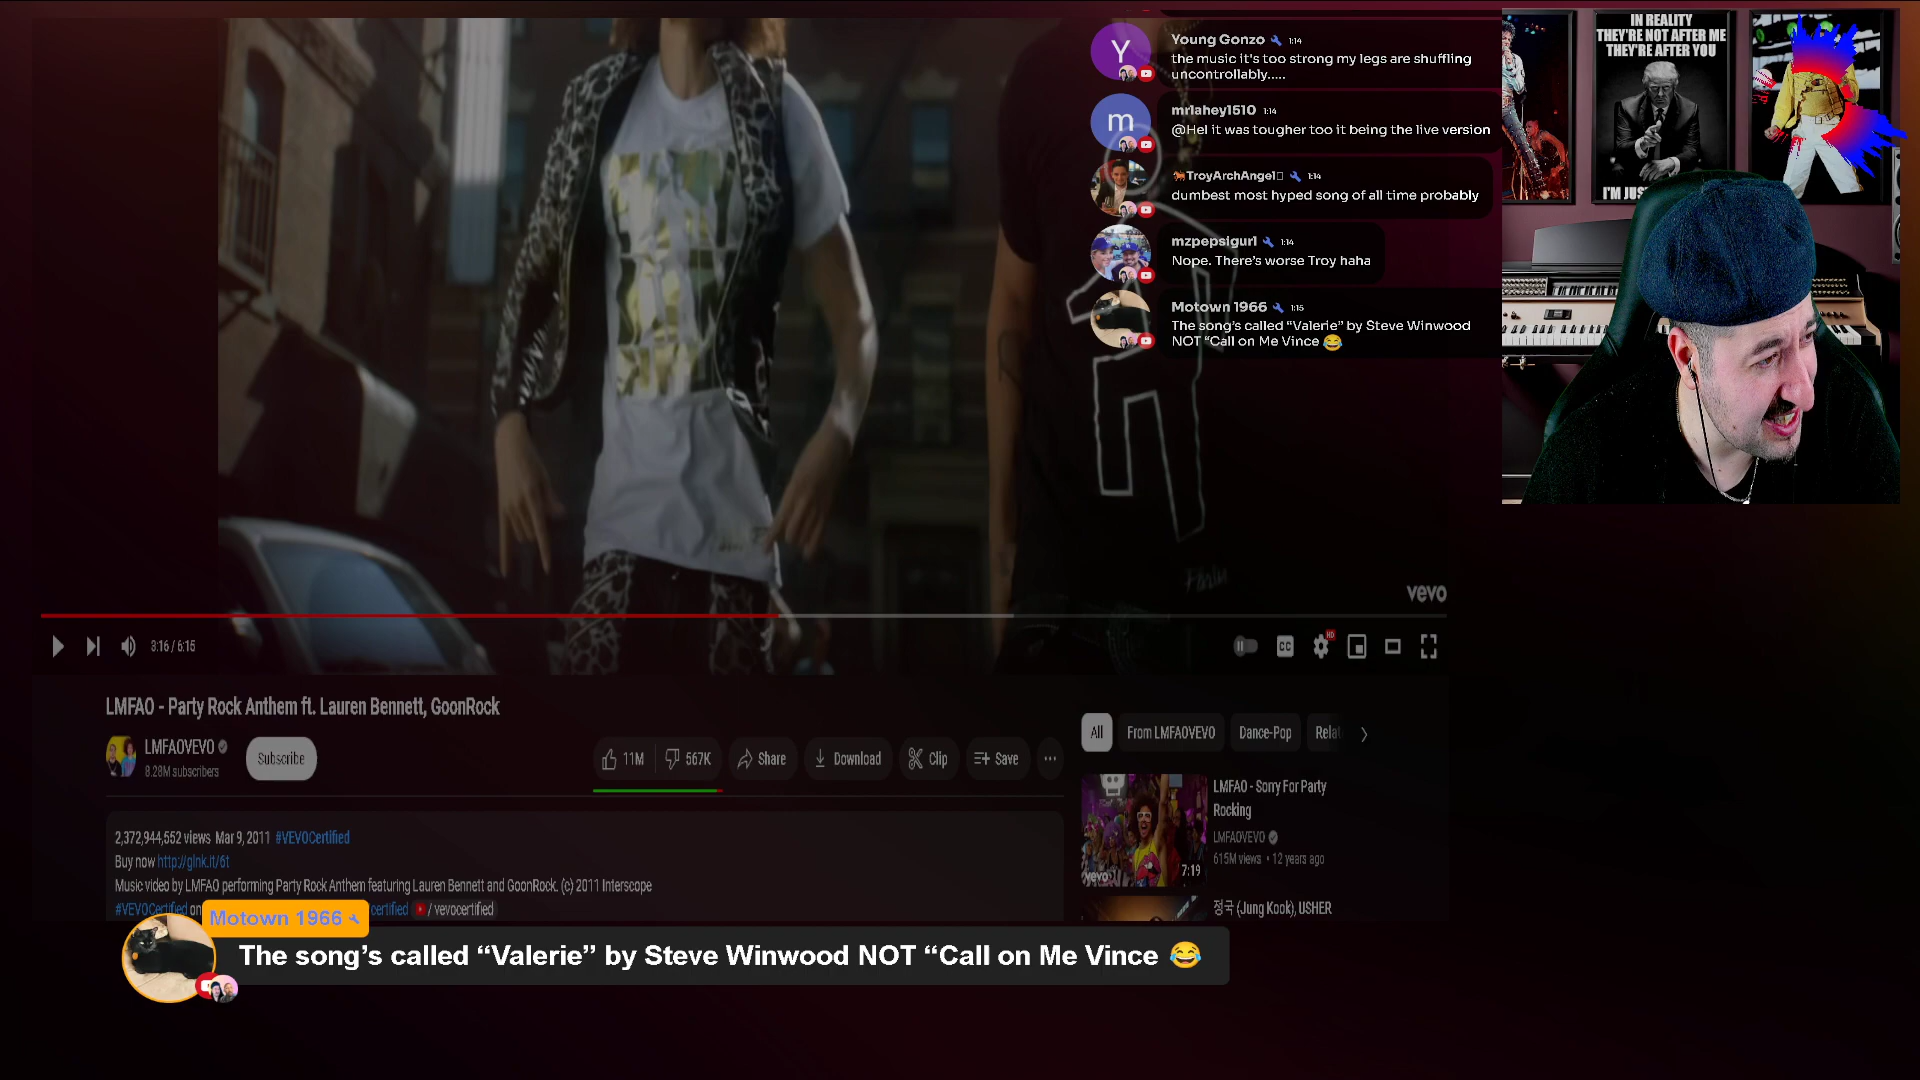 Young Gonzo 1:14
the music it's too strong my legs are shuffling
uncontrollably.....
mrlahey1510 1:14
@Hel it was tougher too it being the live version
TroyArchAngel 1:14
dumbest most hyped song of all time probably
mzpepsigurl 1:14
Nope. There's worse Troy haha
Motown 1966 1:15
The song's called “Valerie” by Steve Winwood
NOT “Call on Me Vince 😂
Y
m
IN REALITY
THEY'RE NOT AFTER ME
THEY'RE AFTER YOU
I'M JUS
vevo
3:16 / 6:15
CC
HD
LMFAO - Party Rock Anthem ft. Lauren Bennett, GoonRock
LMFAOVEVO
8.28M subscribers
Subscribe
11M
567K
Share
Download
Clip
Save
...
All
From LMFAOVEVO
Dance-Pop
Relat
2,372,944,552 views Mar 9, 2011 #VEVOCertified
Buy now http://glnk.it/6t
Music video by LMFAO performing Party Rock Anthem featuring Lauren Bennett and GoonRock. (c) 2011 Interscope
#VEVOCertified on
certified / vevocertified
LMFAO - Sorry For Party
Rocking
LMFAOVEVO
615M views • 12 years ago
vevo
7:19
정국 (Jung Kook), USHER
Motown 1966
The song's called “Valerie” by Steve Winwood NOT “Call on Me Vince 😂